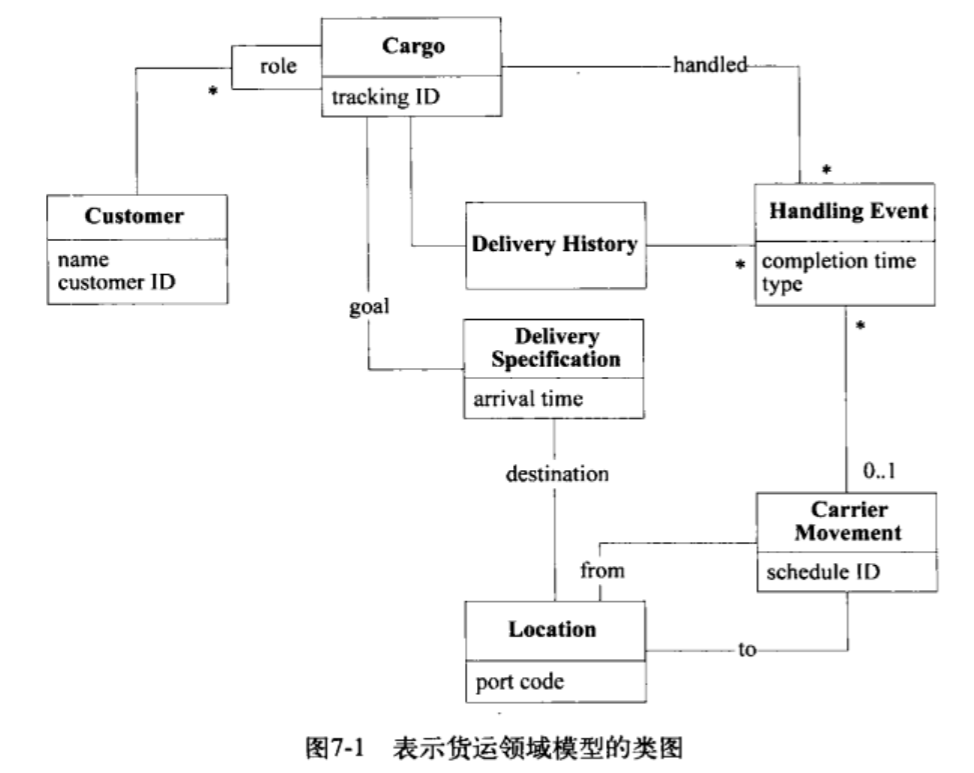 Cargo
role
handled
*
tracking ID
*
Customer
Handling Event
Delivery History
name
customer ID
*
completion time
type
goal
*
Delivery
Specification
arrival time
destination
0..1
Carrier
Movement
from
schedule ID
Location
to
port code
图7-1 表示货运领域模型的类图